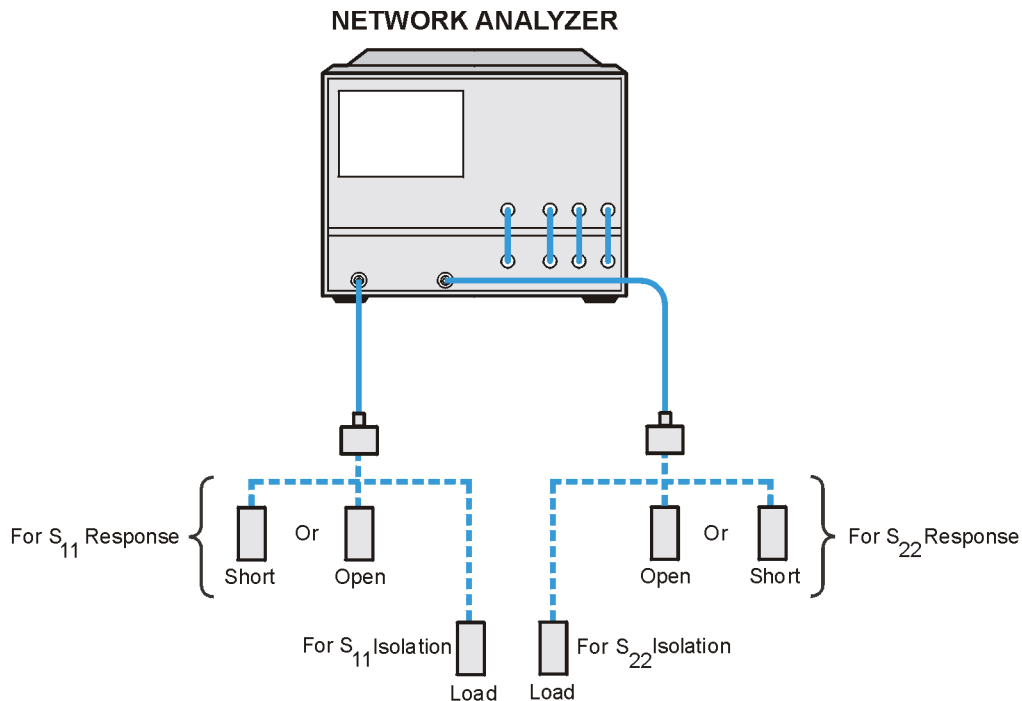 NETWORK ANALYZER
For S11 Response
Short
Or
Open
Open
Or
Short
For S22 Response
For S11 Isolation
Load
For S22 Isolation
Load